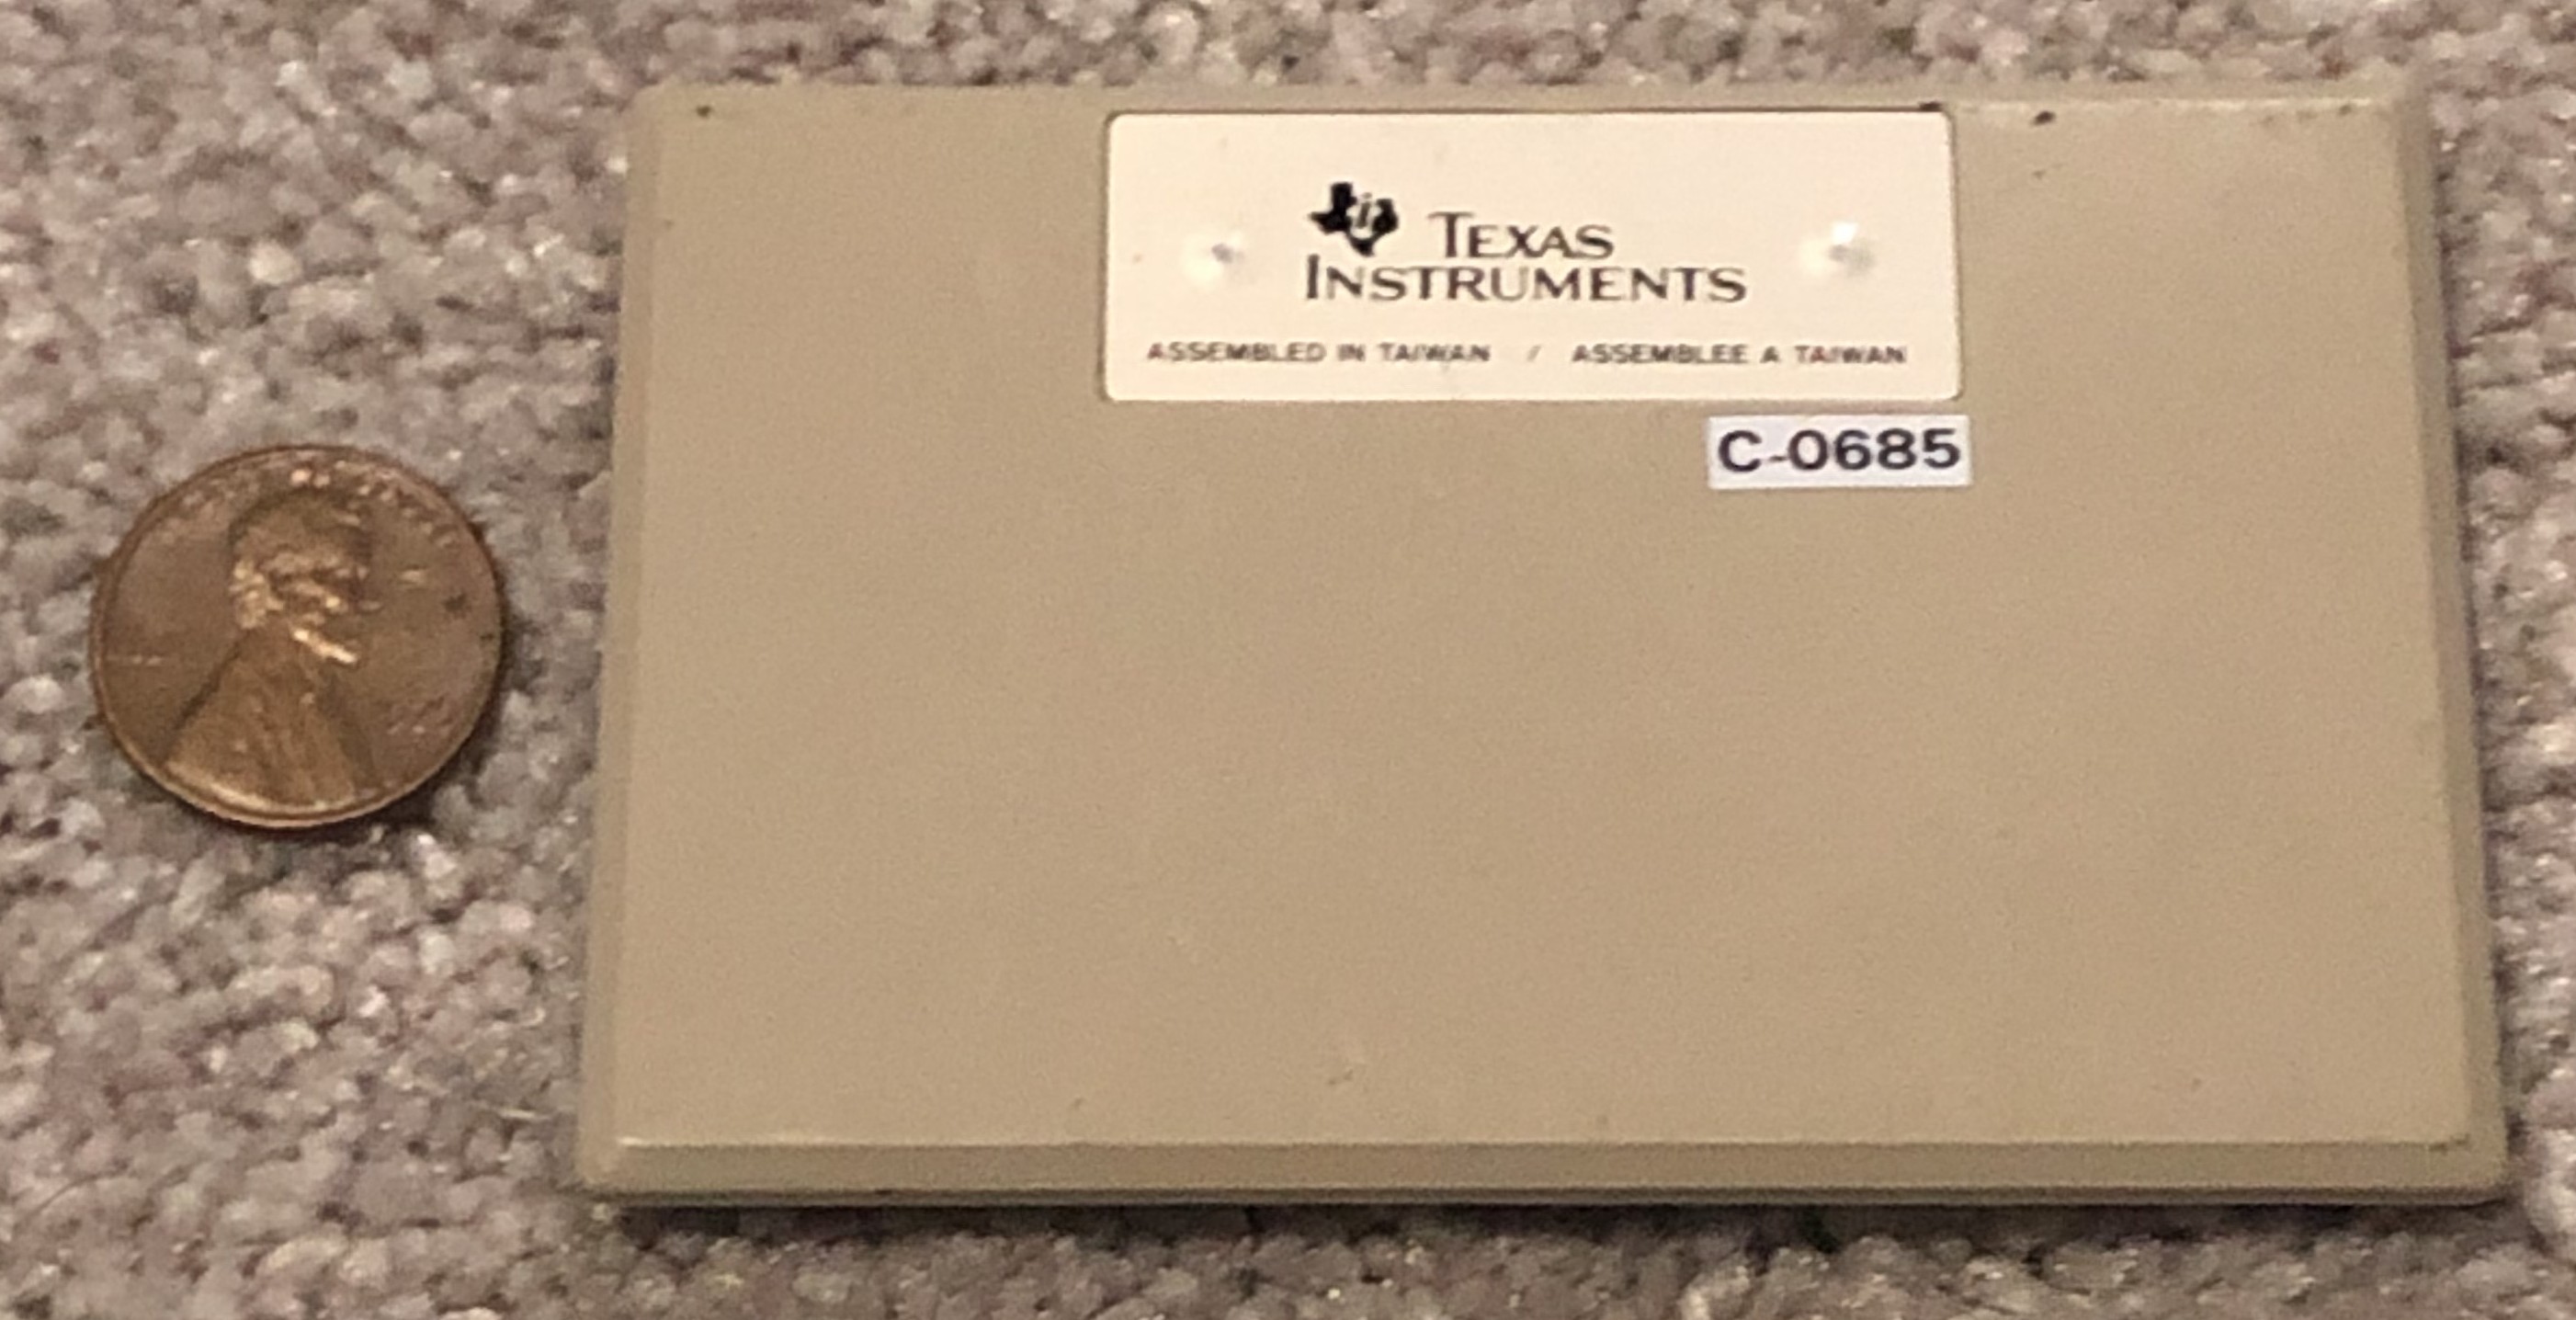 TEXAS
INSTRUMENTS
ASSEMBLED IN TAIWAN / ASSEMBLEE A TAIWAN
C-0685